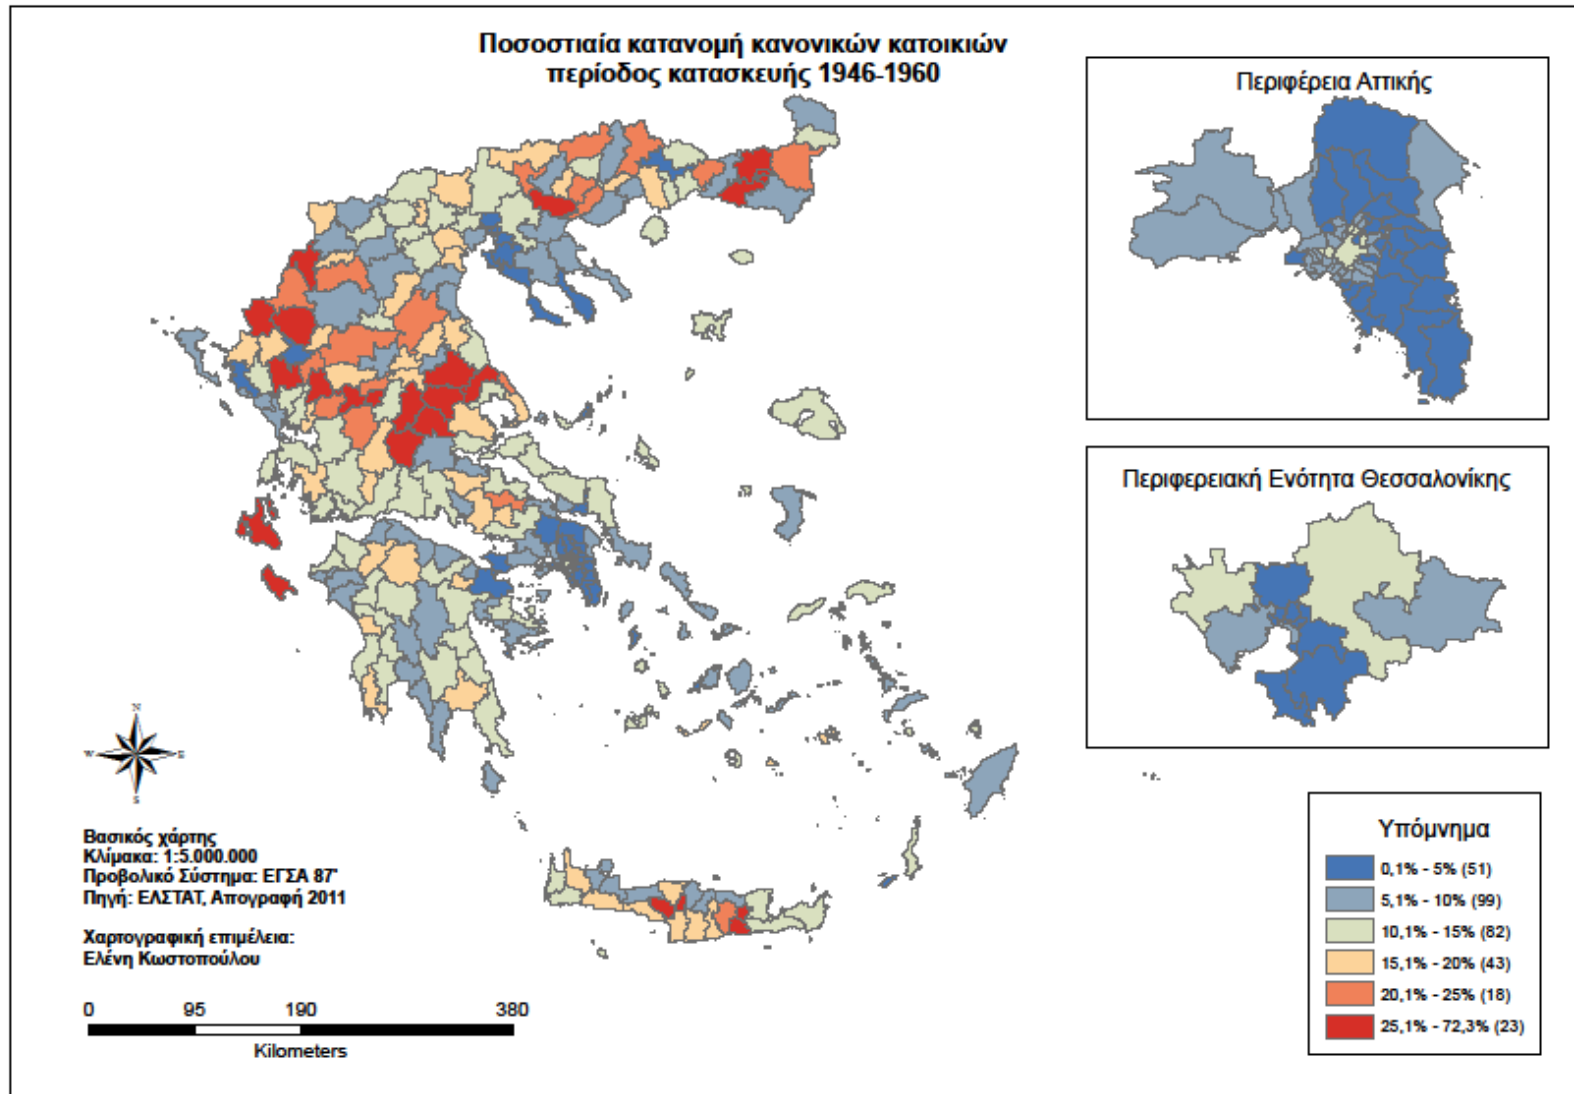 Ποσοστιαία κατανομή κανονικών κατοικιών
περίοδος κατασκευής 1946-1960
Περιφέρεια Αττικής
Περιφερειακή Ενότητα Θεσσαλονίκης
N
W
E
S
Βασικός χάρτης
Κλίμακα: 1:5.000.000
Προβολικό Σύστημα: ΕΓΣΑ 87'
Πηγή: ΕΛΣΤΑΤ, Απογραφή 2011
Χαρτογραφική επιμέλεια:
Ελένη Κωστοπούλου
0 95 190 380
Kilometers
Υπόμνημα
0,1% - 5% (51)
5,1% - 10% (99)
10,1% - 15% (82)
15,1% - 20% (43)
20,1% - 25% (18)
25,1% - 72,3% (23)